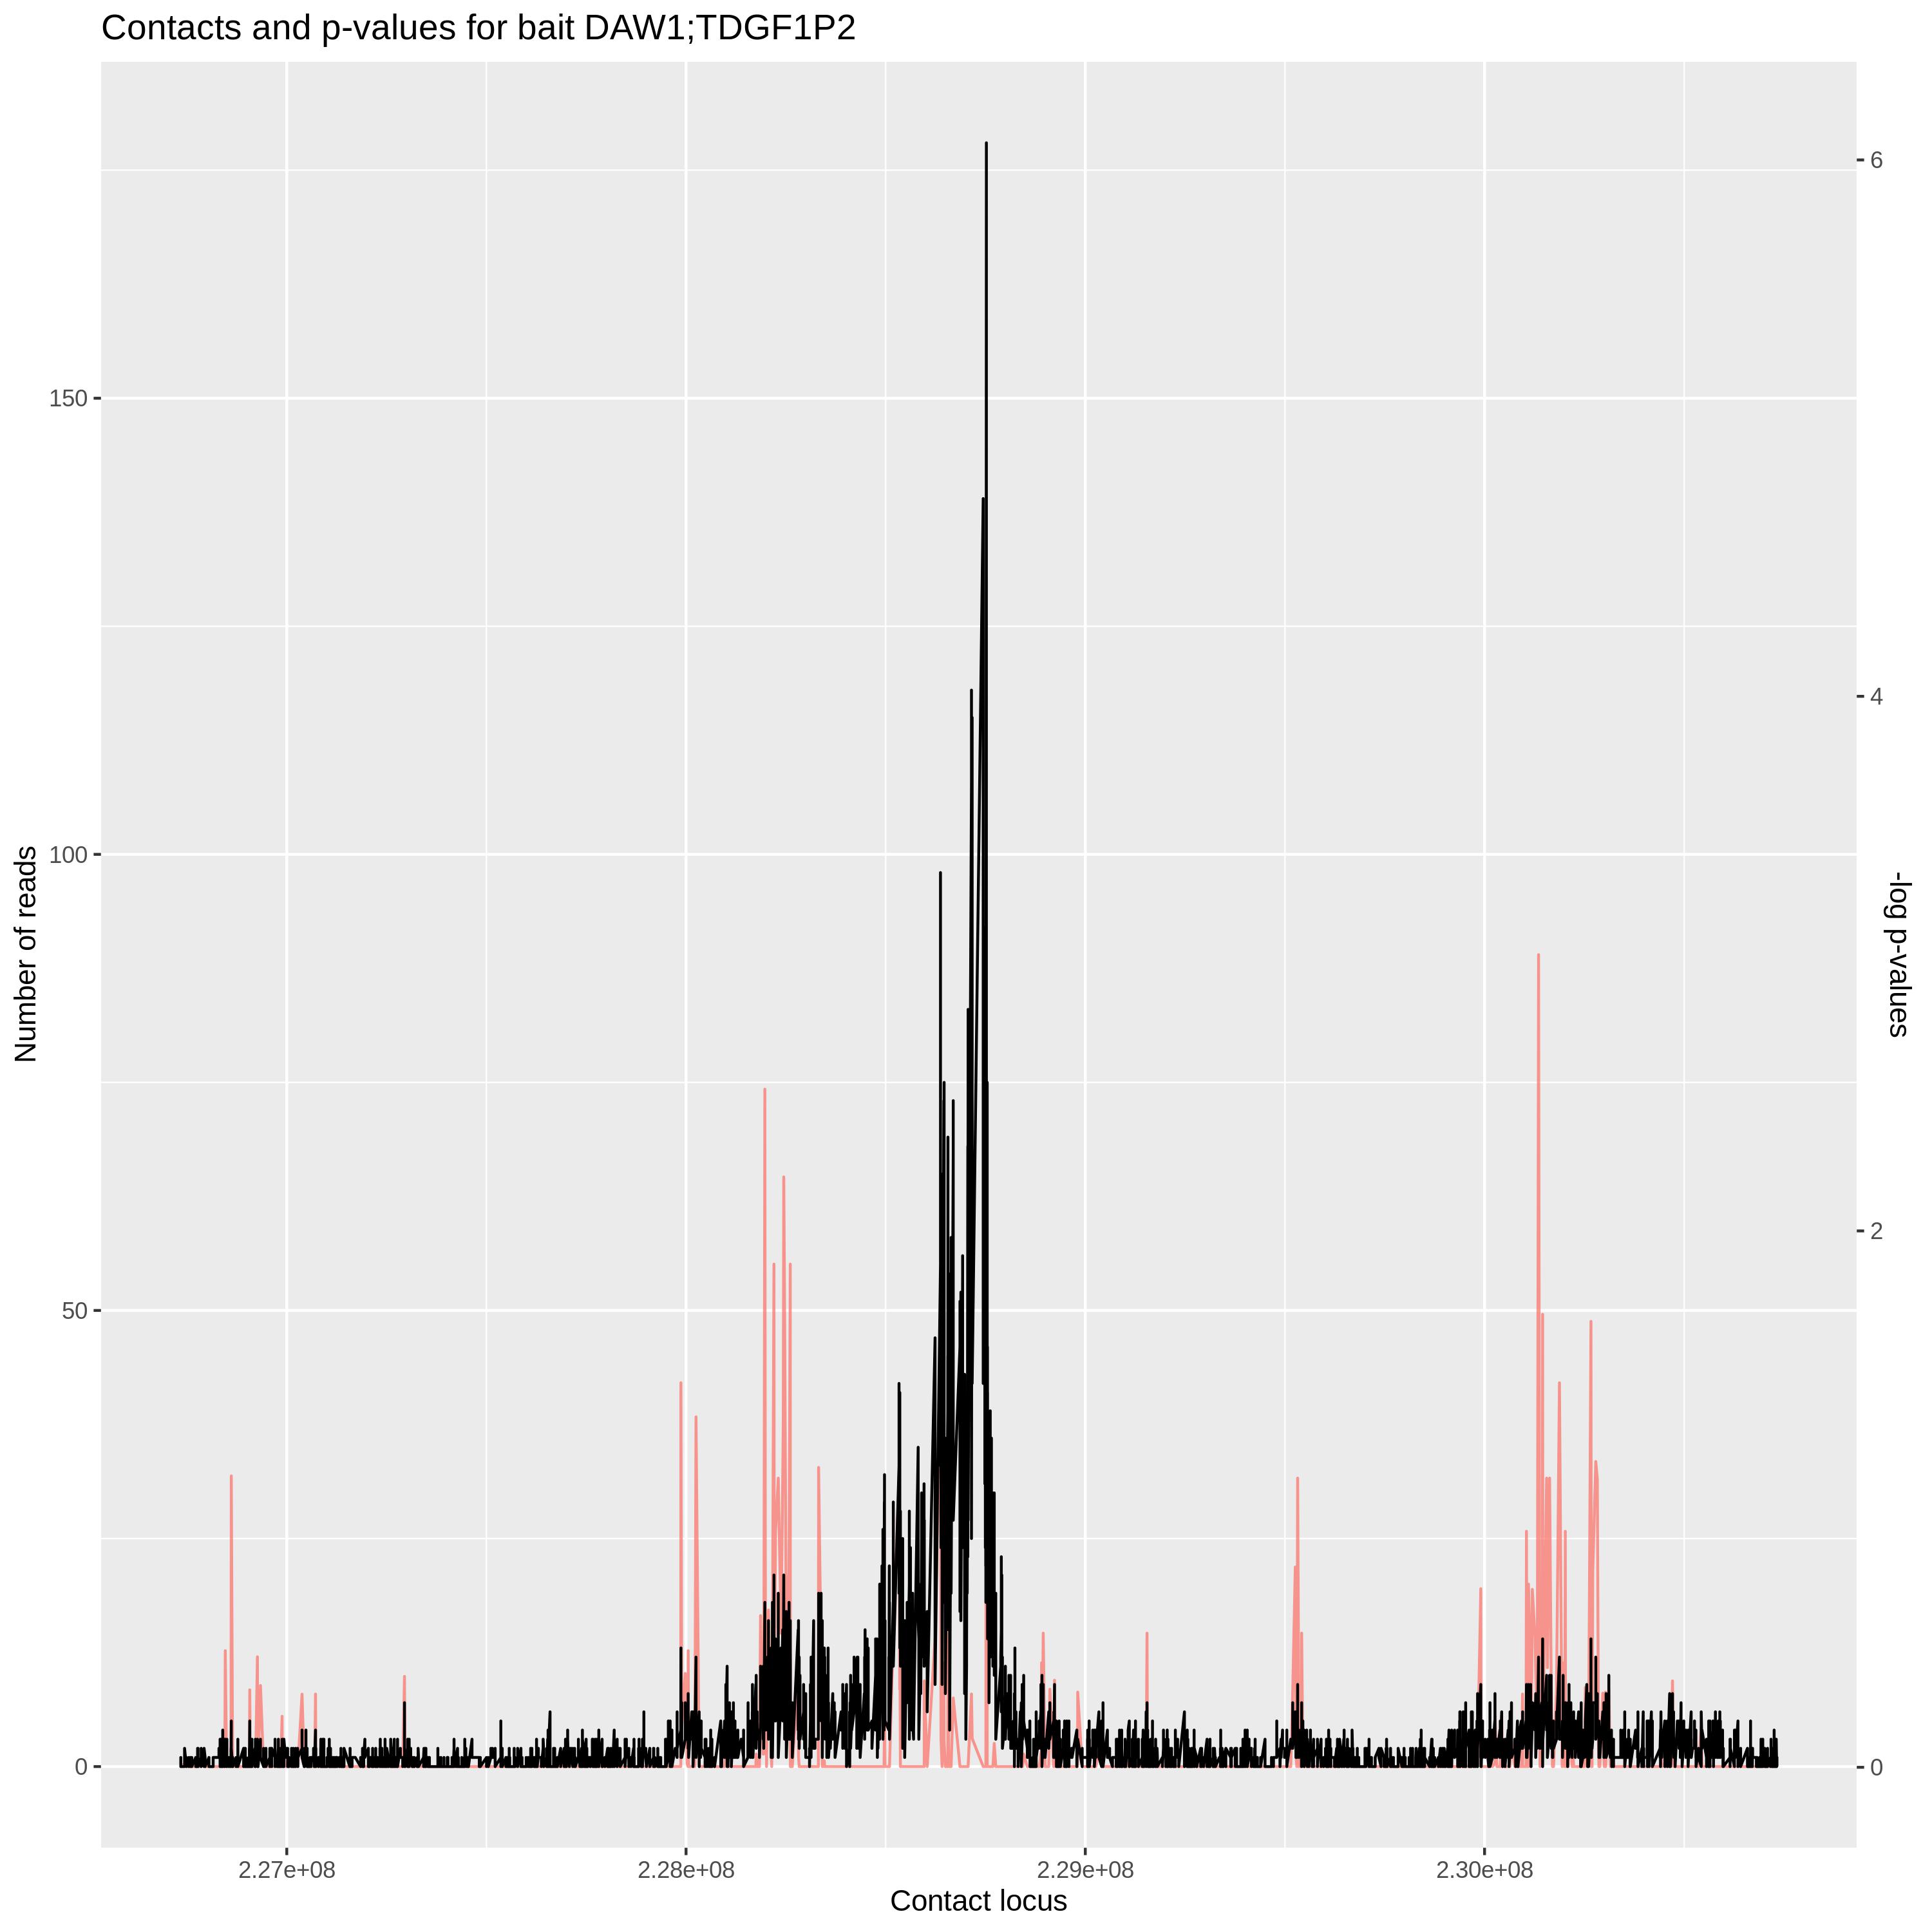 Contacts and p-values for bait DAW1;TDGF1P2
6
150
4
100
Number of reads
-log p-values
2
50
0
0
2.27e+08
2.28e+08
2.29e+08
2.30e+08
Contact locus